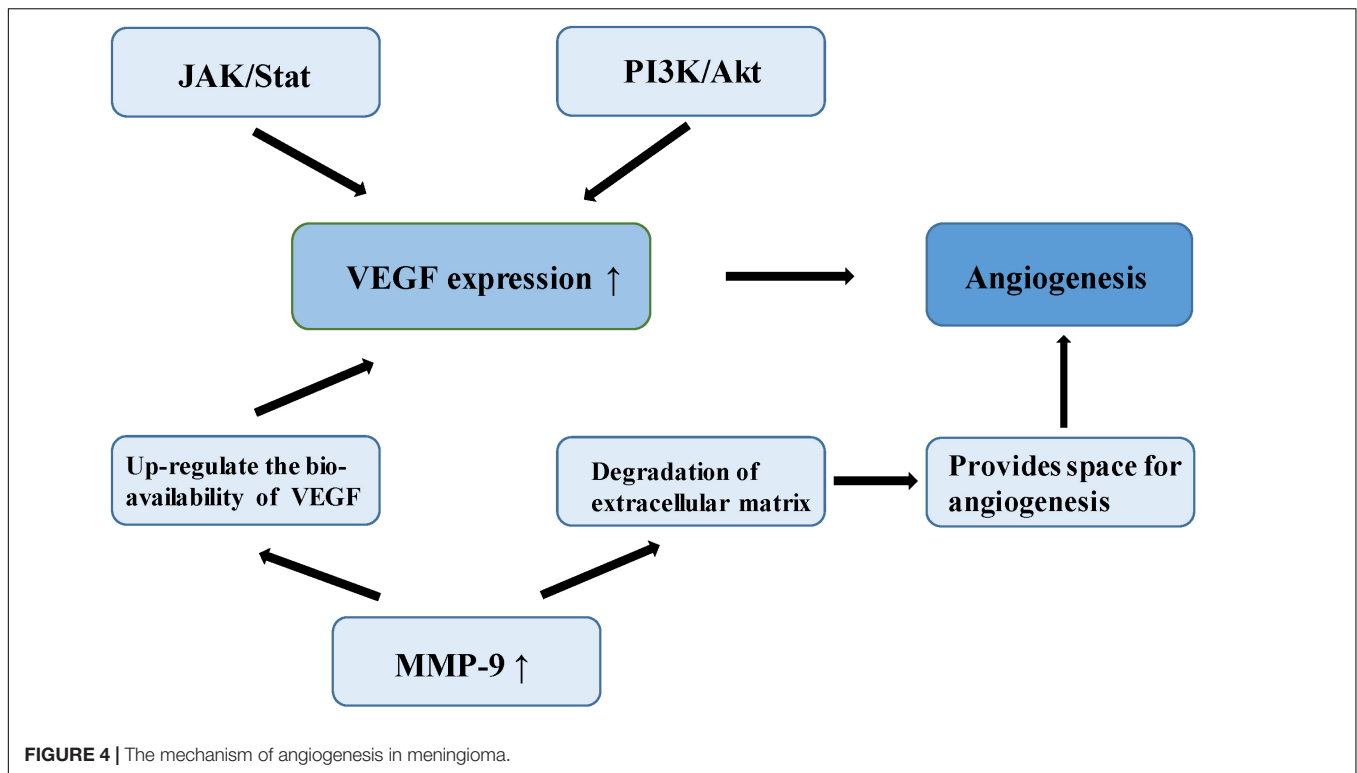 JAK/Stat
PI3K/Akt
VEGF expression ↑
Angiogenesis
Up-regulate the bio-
availability of VEGF
Degradation of
extracellular matrix
Provides space for
angiogenesis
MMP-9 ↑
FIGURE 4 | The mechanism of angiogenesis in meningioma.